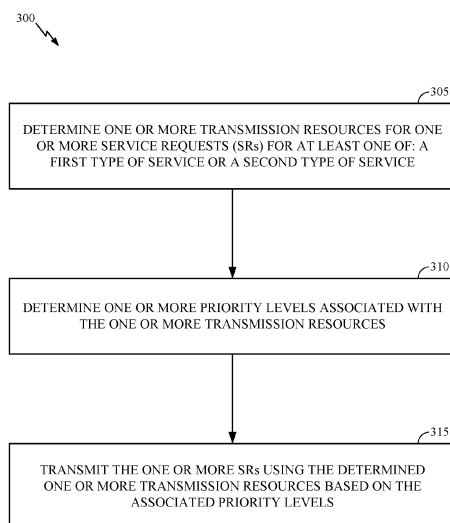 300
305
DETERMINE ONE OR MORE TRANSMISSION RESOURCES FOR ONE
OR MORE SERVICE REQUESTS (SRs) FOR AT LEAST ONE OF: A
FIRST TYPE OF SERVICE OR A SECOND TYPE OF SERVICE
310
DETERMINE ONE OR MORE PRIORITY LEVELS ASSOCIATED WITH
THE ONE OR MORE TRANSMISSION RESOURCES
315
TRANSMIT THE ONE OR MORE SRs USING THE DETERMINED
ONE OR MORE TRANSMISSION RESOURCES BASED ON THE
ASSOCIATED PRIORITY LEVELS